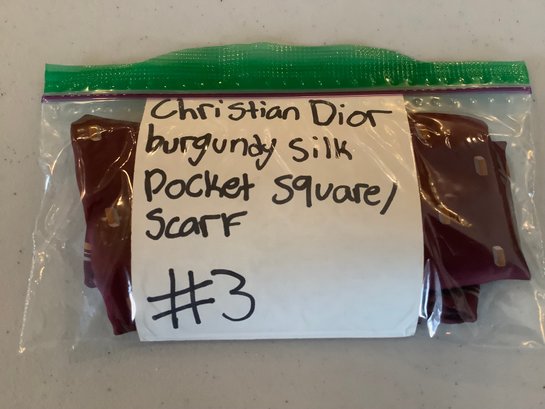 Christian Dior
burgundy silk
Pocket square/
Scarf
#3